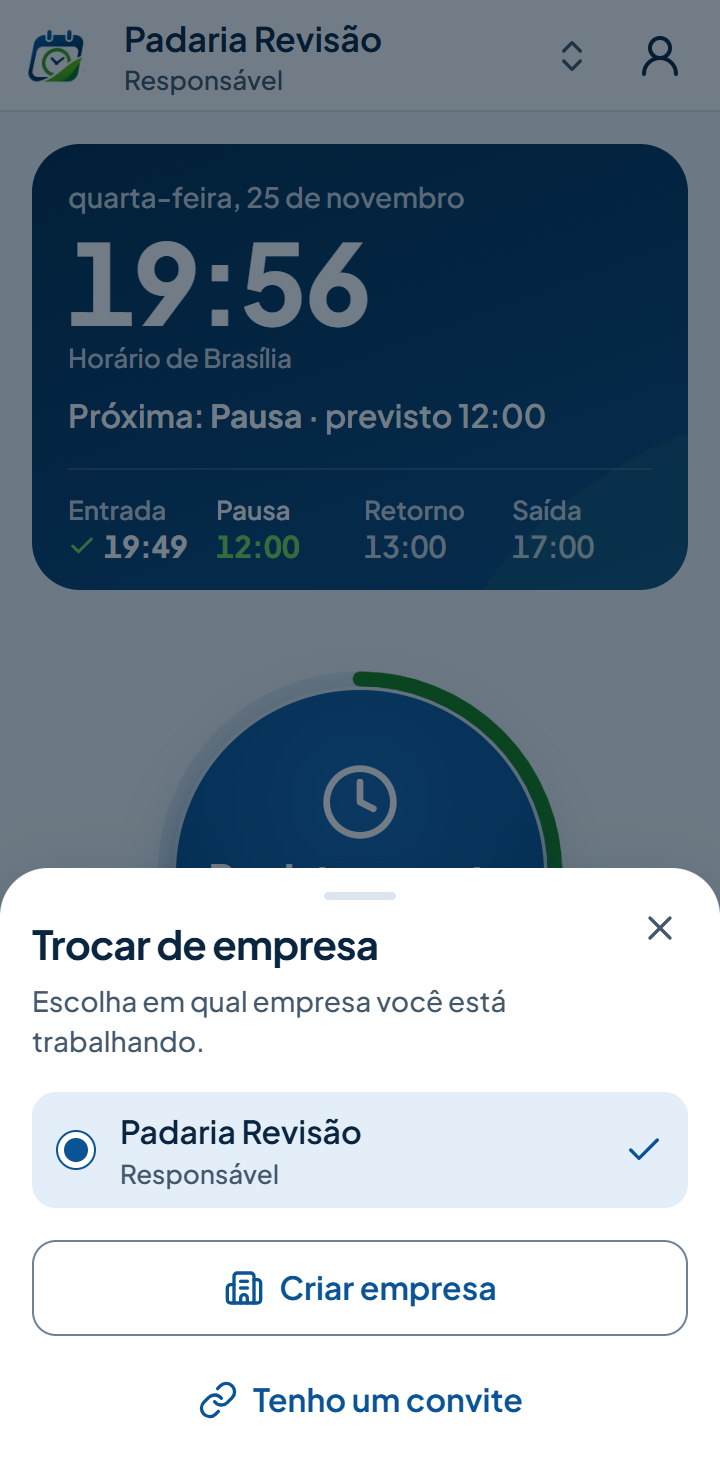 Padaria Revisão
Responsável
quarta-feira, 25 de novembro
19:56
Horário de Brasília
Próxima: Pausa · previsto 12:00
Entrada Pausa Retorno Saída
19:49 12:00 13:00 17:00
Trocar de empresa
Escolha em qual empresa você está
trabalhando.
Padaria Revisão
Responsável
Criar empresa
Tenho um convite